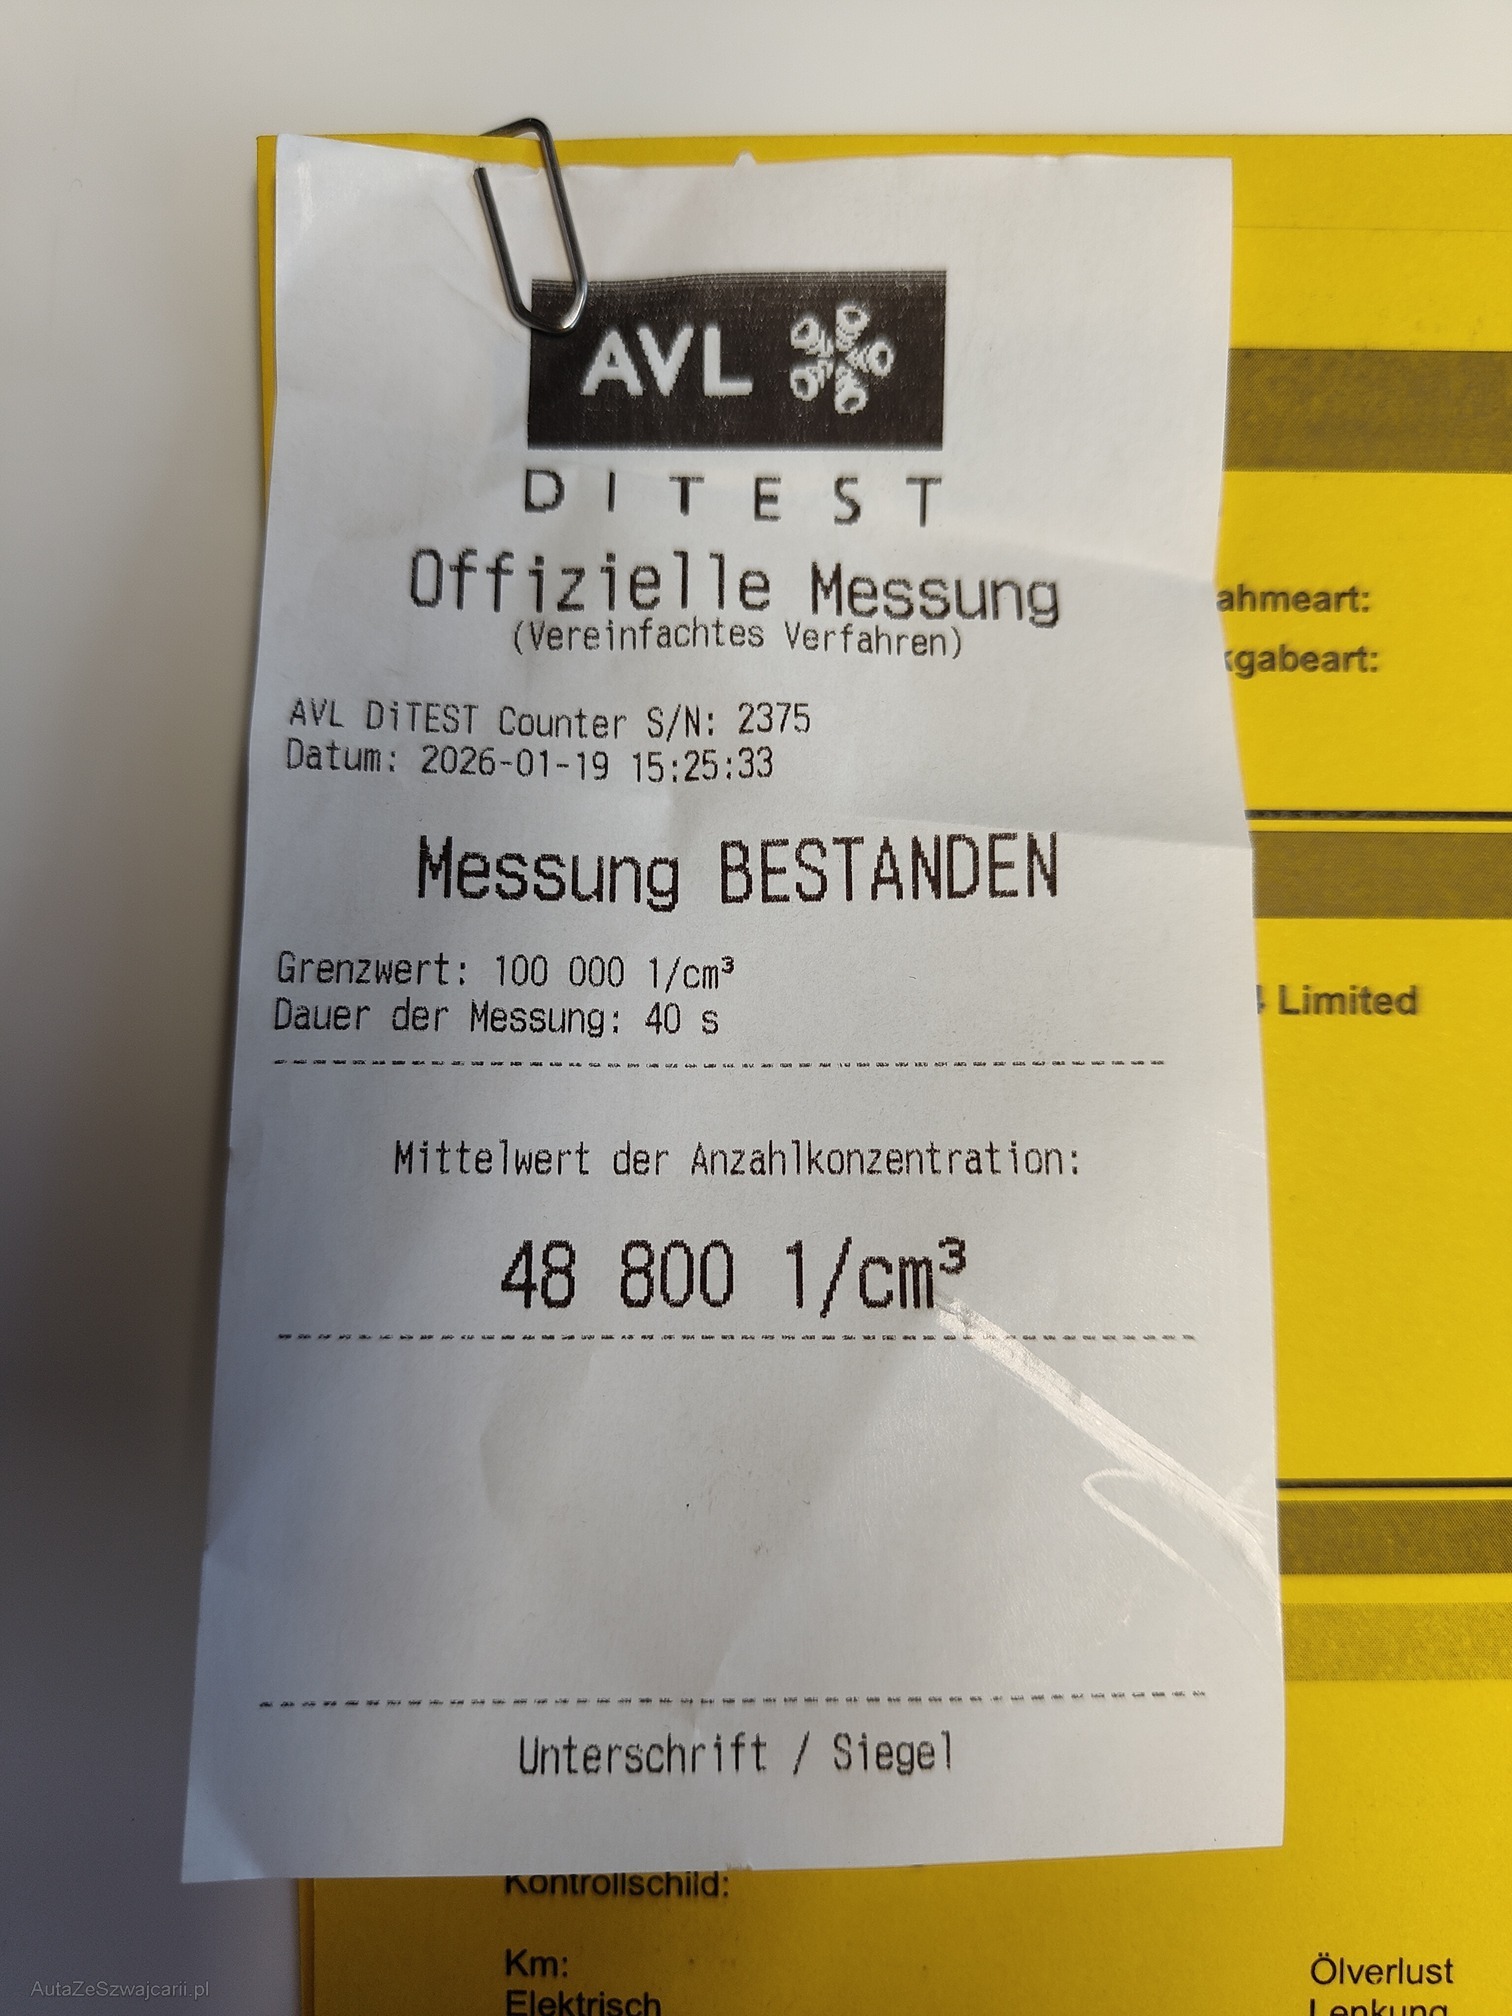 AVL
DITEST
Offizielle Messung
(Vereinfachtes Verfahren)
AVL DiTEST Counter S/N: 2375
Datum: 2026-01-19 15:25:33
Messung BESTANDEN
Grenzwert: 100 000 1/cm³
Dauer der Messung: 40 s
Mittelwert der Anzahlkonzentration:
48 800 1/cm³
Unterschrift / Siegel
ahmeart:
gabeart:
Limited
Kontrollschild:
Km:
Ölverlust
Elektrisch
Lenkung
AutaZeSzwajcarii.pl